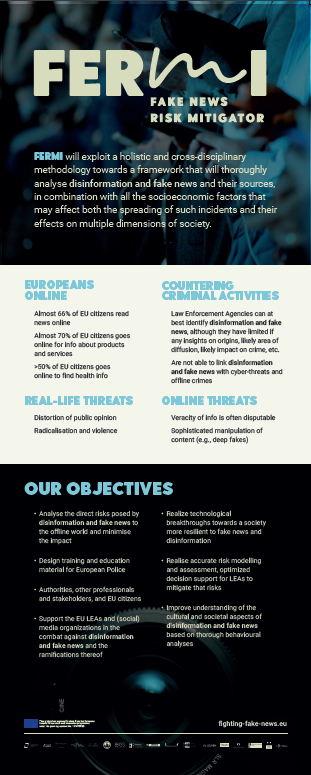 FERMI
FAKE NEWS
RISK MITIGATOR
FERMI will exploit a holistic and cross-disciplinary
methodology towards a framework that will thoroughly
analyse disinformation and fake news and their sources,
in combination with all the socioeconomic factors that
may affect both the spreading of such incidents and their
effects on multiple dimensions of society.
EUROPEANS
ONLINE
Almost 66% of EU citizens read
news online
Almost 70% of EU citizens goes
online for info about products
and services
>50% of EU citizens goes
online to find health info
COUNTERING
CRIMINAL ACTIVITIES
Law Enforcement Agencies can at
best identify disinformation and fake
news, although they have limited if
any insights on origins, likely area of
diffusion, likely impact on crime, etc.
Are not able to link disinformation
and fake news with cyber-threats and
offline crimes
REAL-LIFE THREATS
Distortion of public opinion
Radicalisation and violence
ONLINE THREATS
Veracity of info is often disputable
Sophisticated manipulation of
content (e.g., deep fakes)
OUR OBJECTIVES
• Analyse the direct risks posed by
disinformation and fake news to
the offline world and minimise
the impact
• Design training and education
material for European Police
• Authorities, other professionals
and stakeholders, and EU citizens
• Support the EU LEAs and (social)
media organizations in the
combat against disinformation
and fake news and the
ramifications thereof
• Realize technological
breakthroughs towards a society
more resilient to fake news and
disinformation
• Realise accurate risk modelling
and assessment, optimized
decision support for LEAs to
mitigate that risks
• Improve understanding of the
cultural and societal aspects of
disinformation and fake news
based on thorough behavioural
analyses
fighting-fake-news.eu